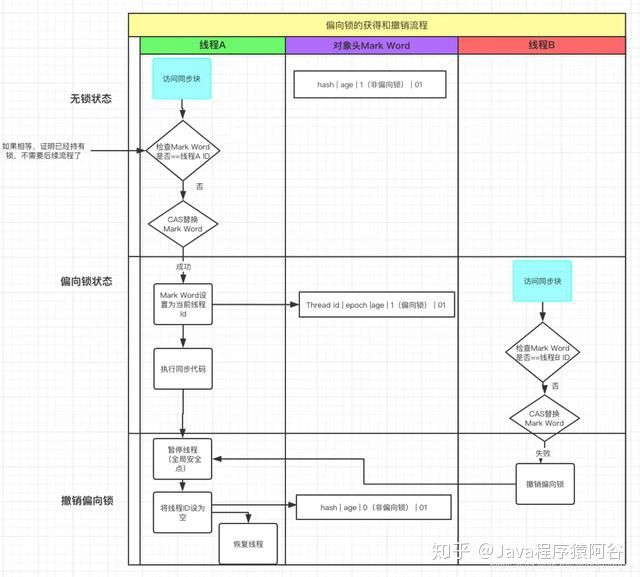 偏向锁的获得和撤销流程
线程A
对象头Mark Word
线程B
无锁状态
访问同步块
hash | age | 1（非偏向锁） | 01
如果相等，证明已经持有
锁，不需要后续流程了
检查Mark Word
是否==线程A ID
否
CAS替换
Mark Word
成功
偏向锁状态
Mark Word设
置为当前线程
Id
Thread id | epoch |age | 1（偏向锁） | 01
访问同步块
检查Mark Word
是否==线程B ID
执行同步代码
否
CAS替换
Mark Word
失败
暂停线程
（全局安全
点）
撤销偏向锁
撤销偏向锁
将线程ID设为
空
hash | age | 0（非偏向锁） | 01
恢复线程
知乎 @Java程序猿阿谷